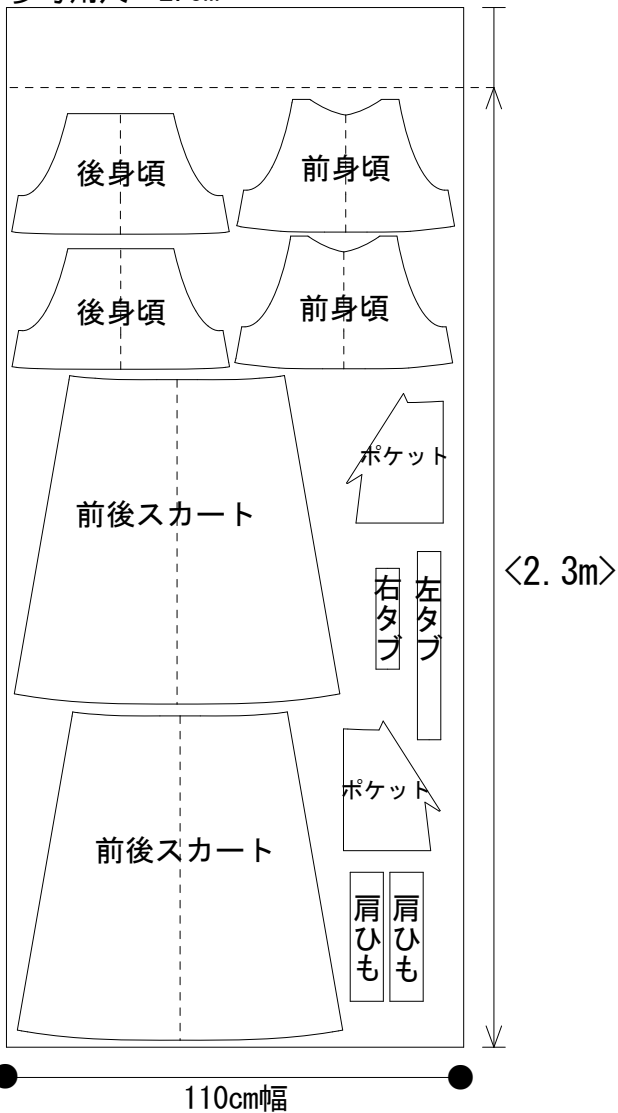 後身頃
前身頃
後身頃
前身頃
前後スカート
ポケット
<2.3m>
右タブ
左タブ
ポケット
前後スカート
肩ひも
肩ひも
110cm幅